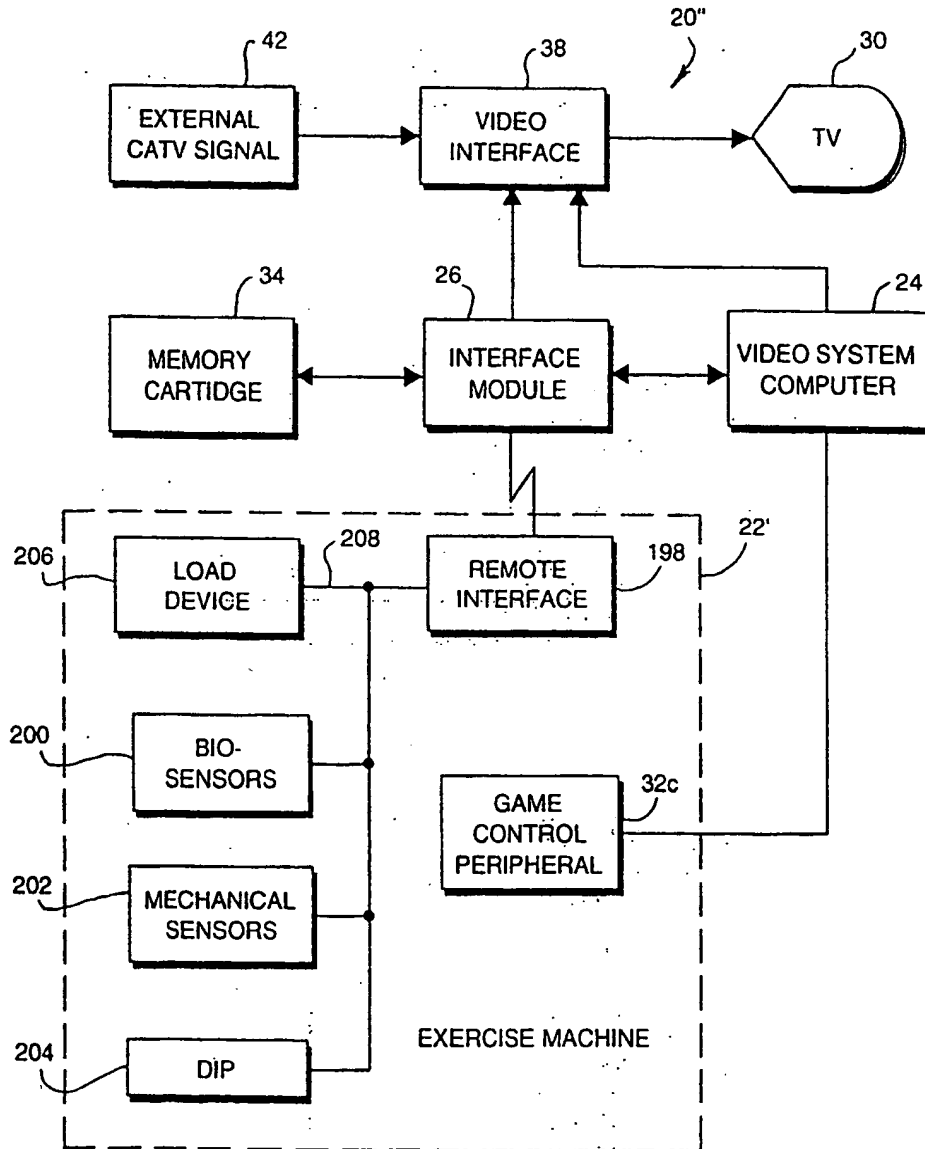 42
38
20"
30
EXTERNAL
CATV SIGNAL
VIDEO
INTERFACE
TV
34
26
24
MEMORY
CARTIDGE
INTERFACE
MODULE
VIDEO SYSTEM
COMPUTER
206
LOAD
DEVICE
208
REMOTE
INTERFACE
198
22'
200
BIO-
SENSORS
GAME
CONTROL
PERIPHERAL
32c
202
MECHANICAL
SENSORS
204
DIP
EXERCISE MACHINE